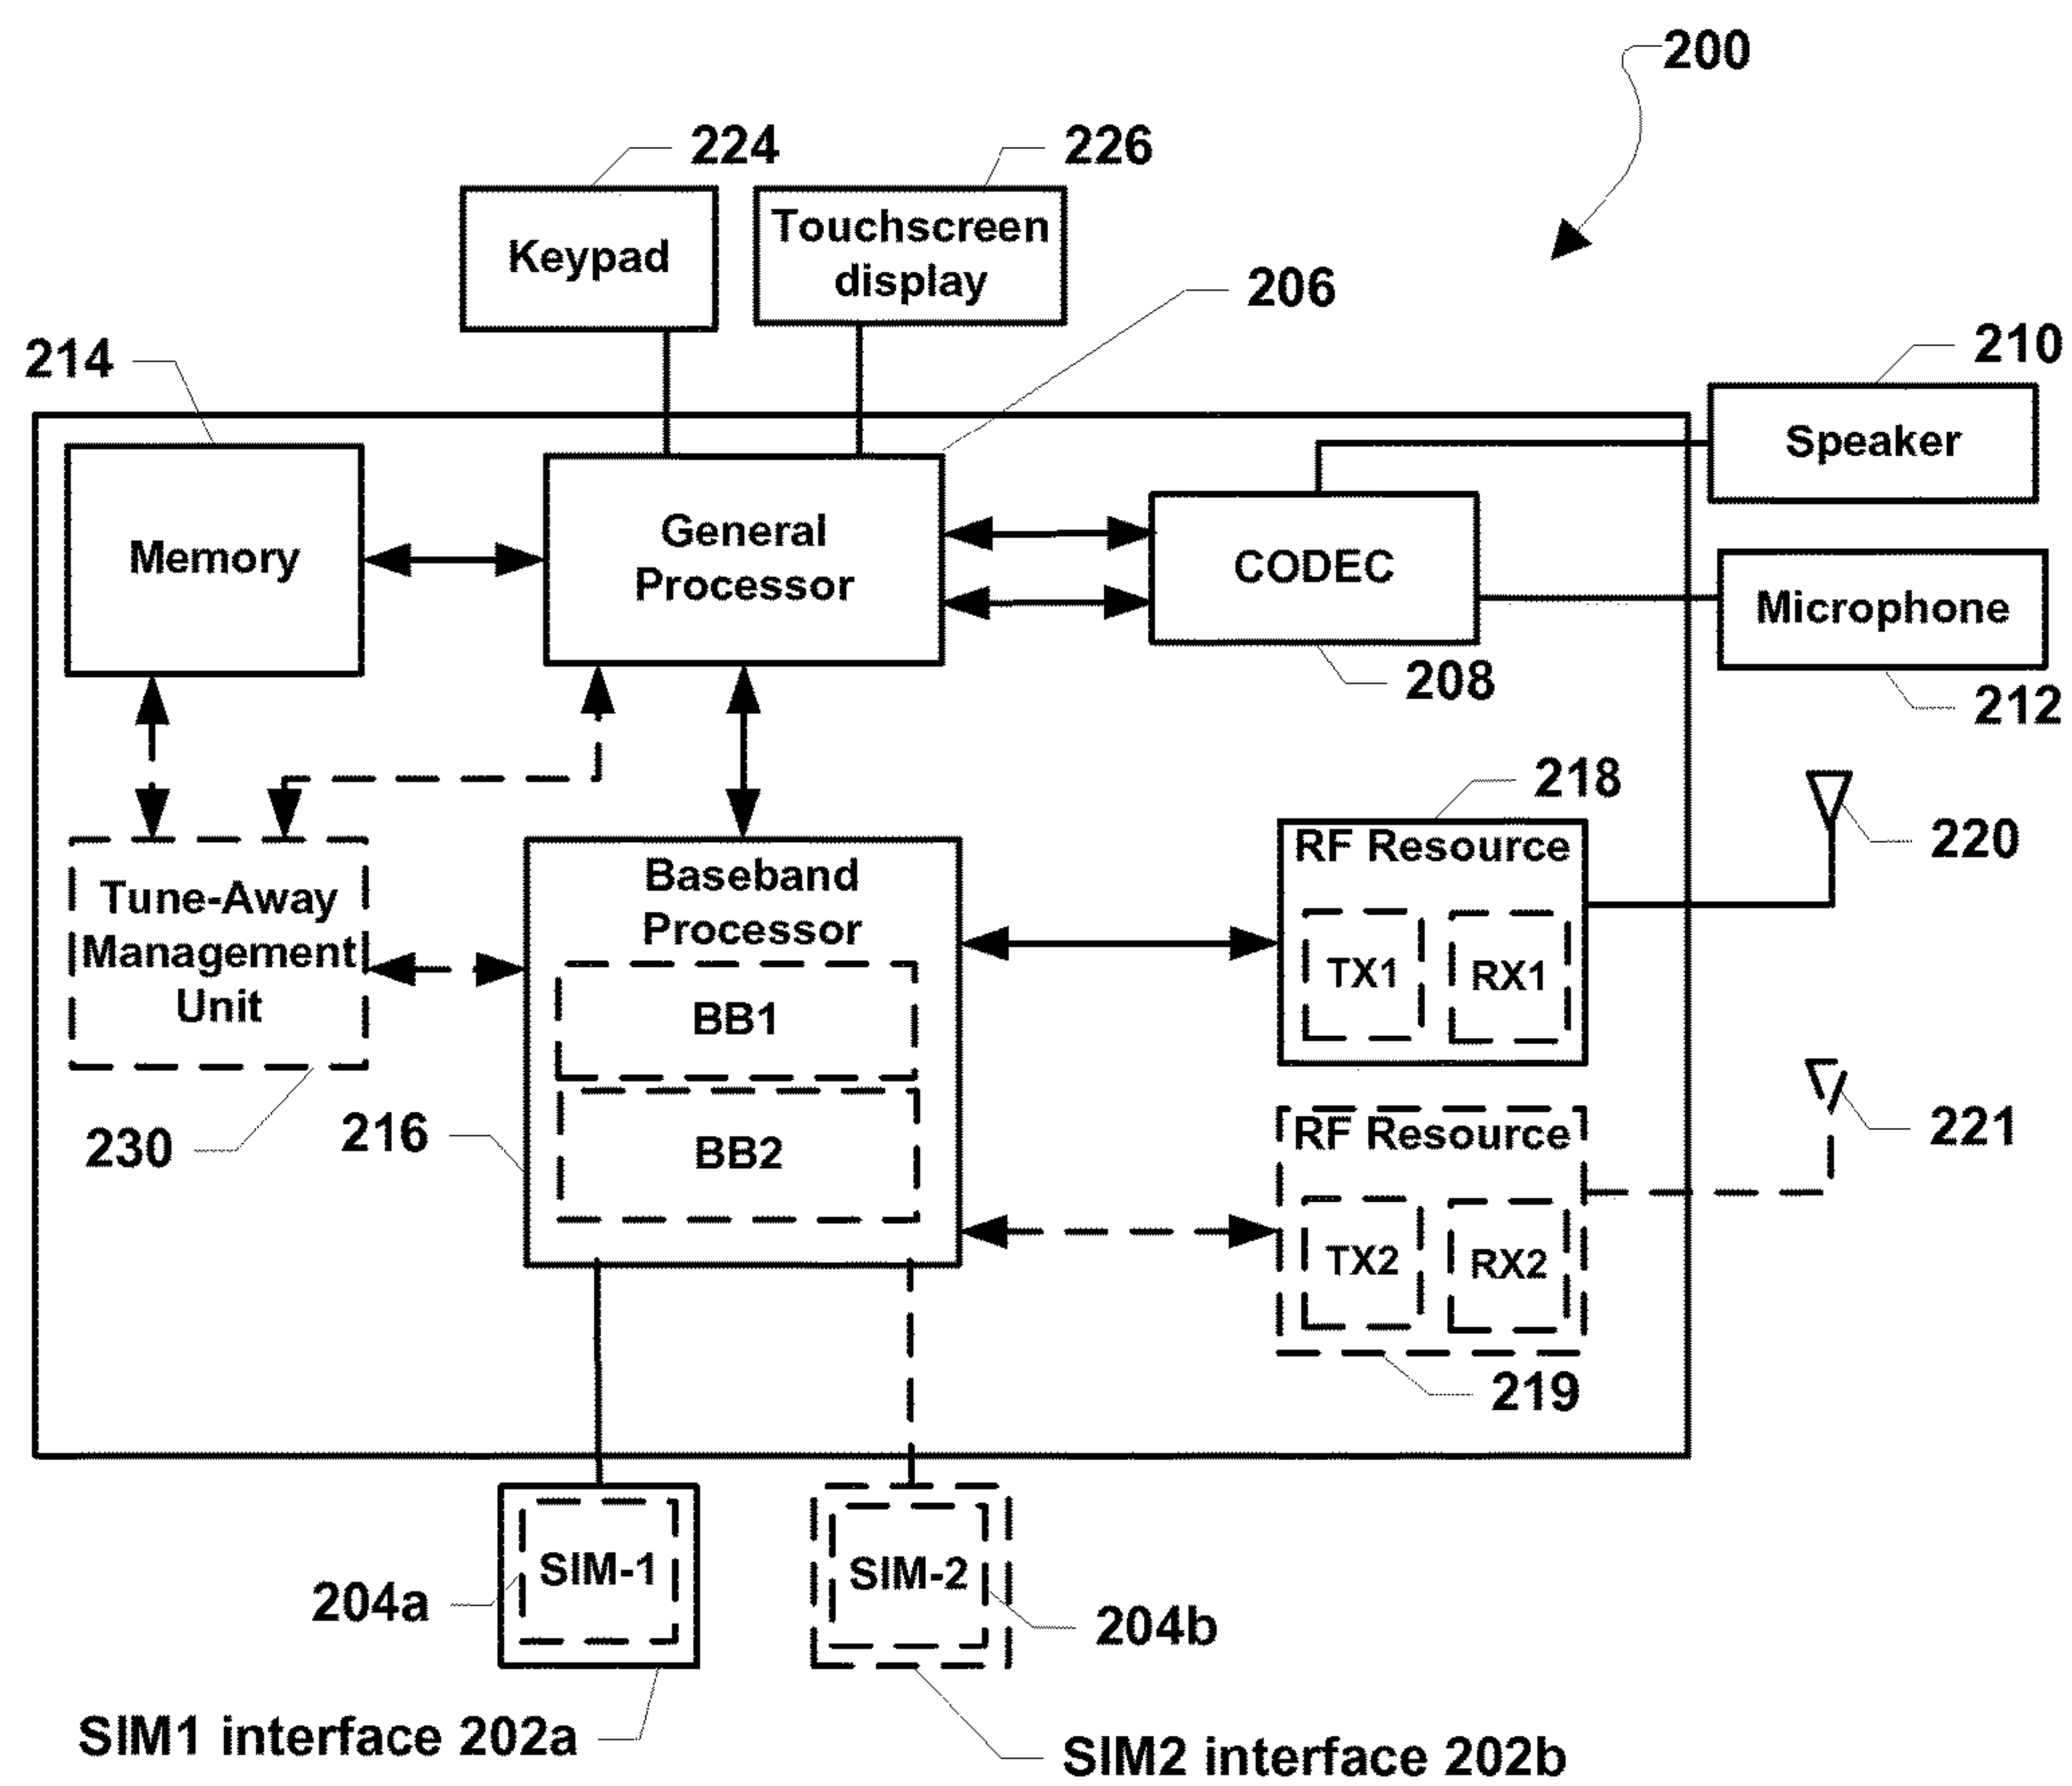 200
224
226
Keypad
Touchscreen
display
206
214
210
Speaker
Memory
General
Processor
CODEC
Microphone
208
212
218
220
Tune-Away
Management
Unit
Baseband
Processor
RF Resource
TX1
RX1
BB1
230
216
BB2
RF Resource
221
TX2
RX2
219
SIM-1
SIM-2
204a
204b
SIM1 interface 202a
SIM2 interface 202b